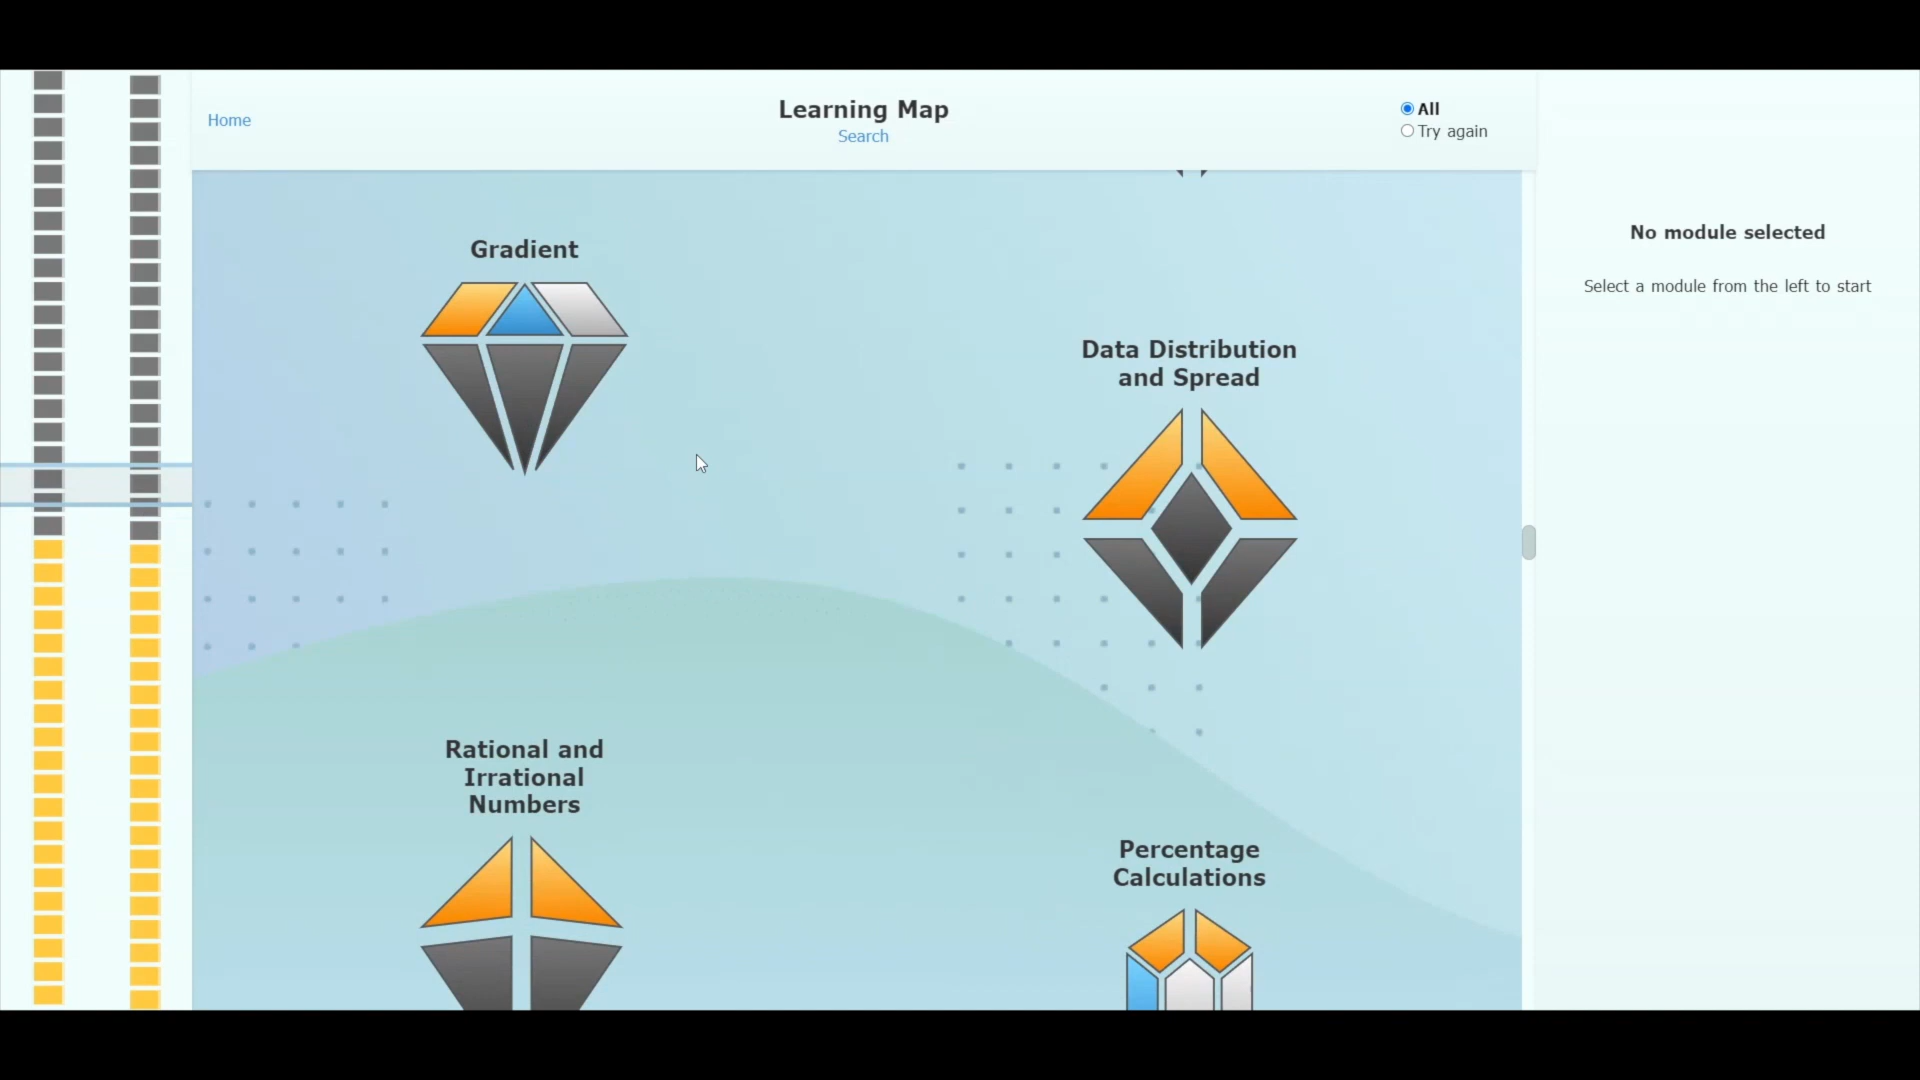 Home
Learning Map
Search
All
Try again
No module selected
Select a module from the left to start
Gradient
Data Distribution
and Spread
Rational and
Irrational
Numbers
Percentage
Calculations